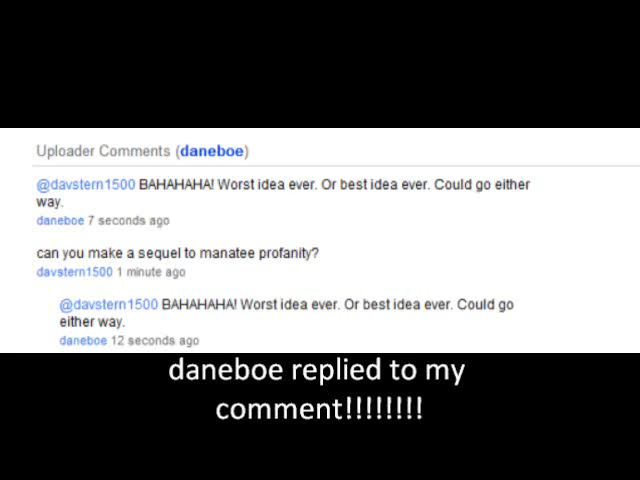 Uploader Comments (daneboe)
@davstern1500 BAHAHAHA! Worst idea ever. Or best idea ever. Could go either
way.
daneboe 7 seconds ago
can you make a sequel to manatee profanity?
davstern1500 1 minute ago
@davstern1500 BAHAHAHA! Worst idea ever. Or best idea ever. Could go
either way.
daneboe 12 seconds ago
daneboe replied to my
comment!!!!!!!!